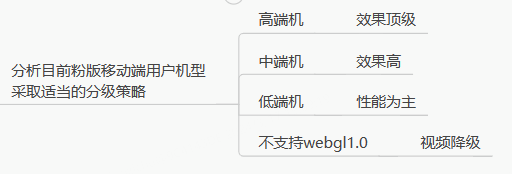 高端机 效果顶级
中端机 效果高
分析目前粉版移动端用户机型
采取适当的分级策略
低端机 性能为主
不支持webgl1.0 视频降级